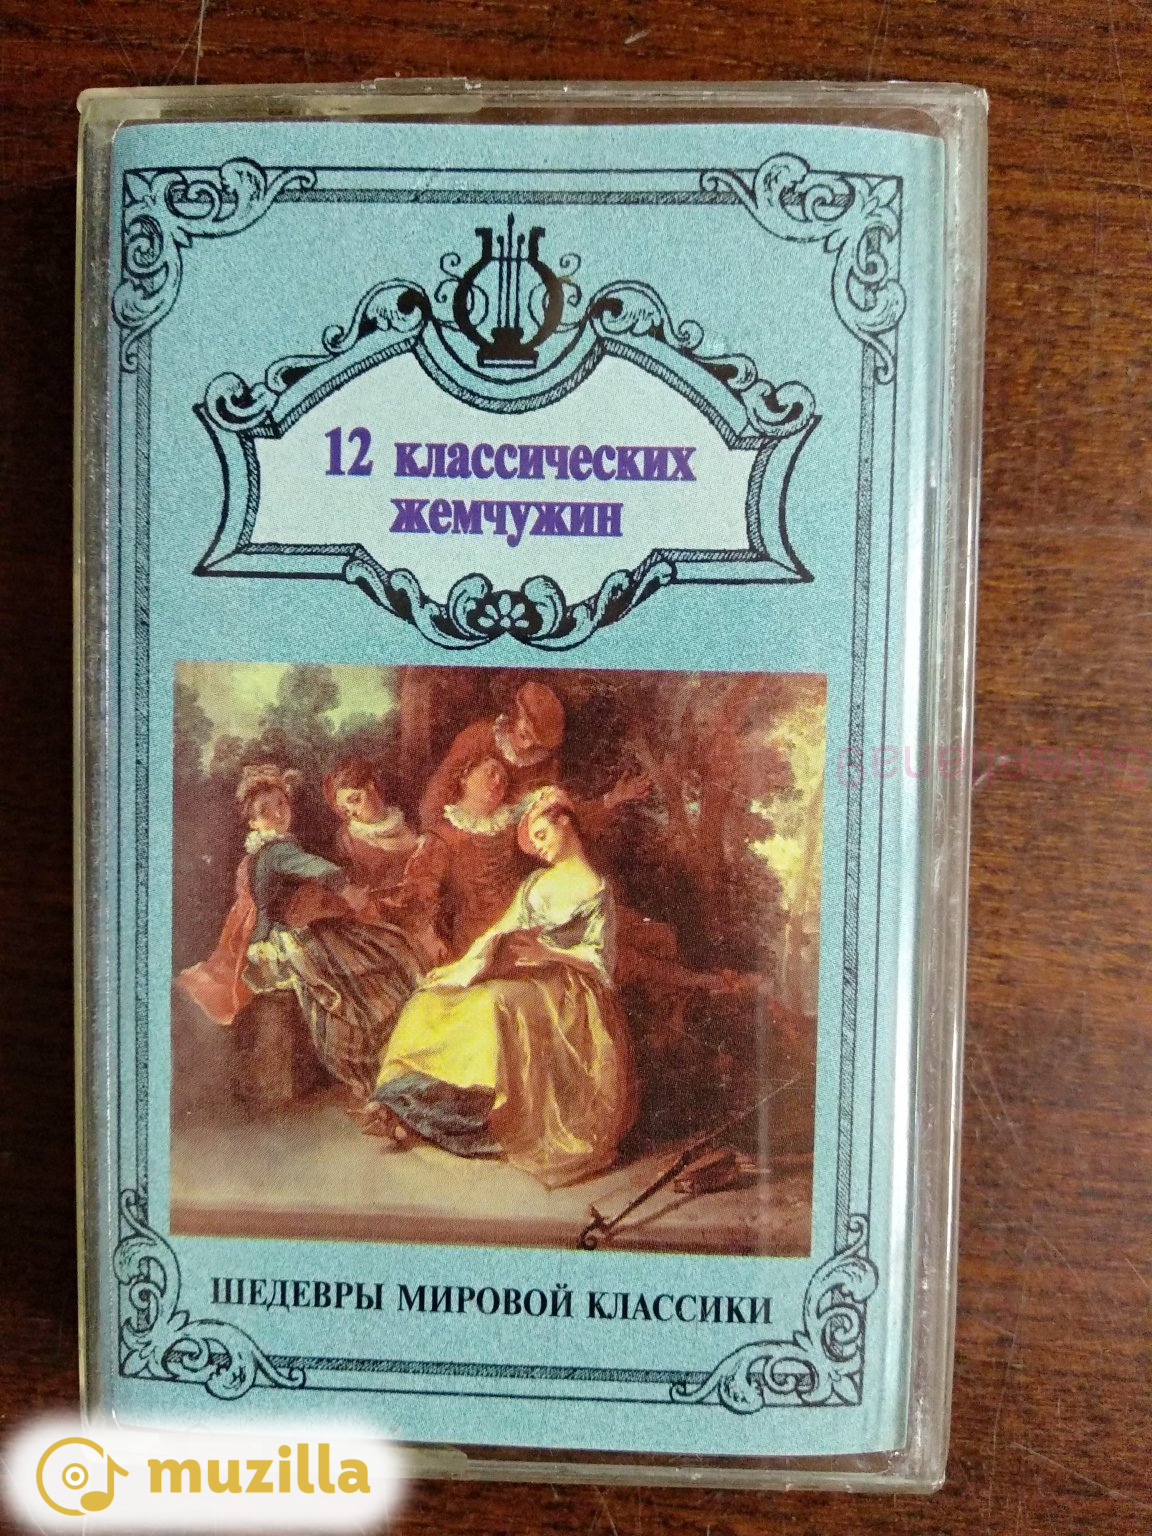 12 классических
жемчужин
ШЕДЕВРЫ МИРОВОЙ КЛАССИКИ
muzilla